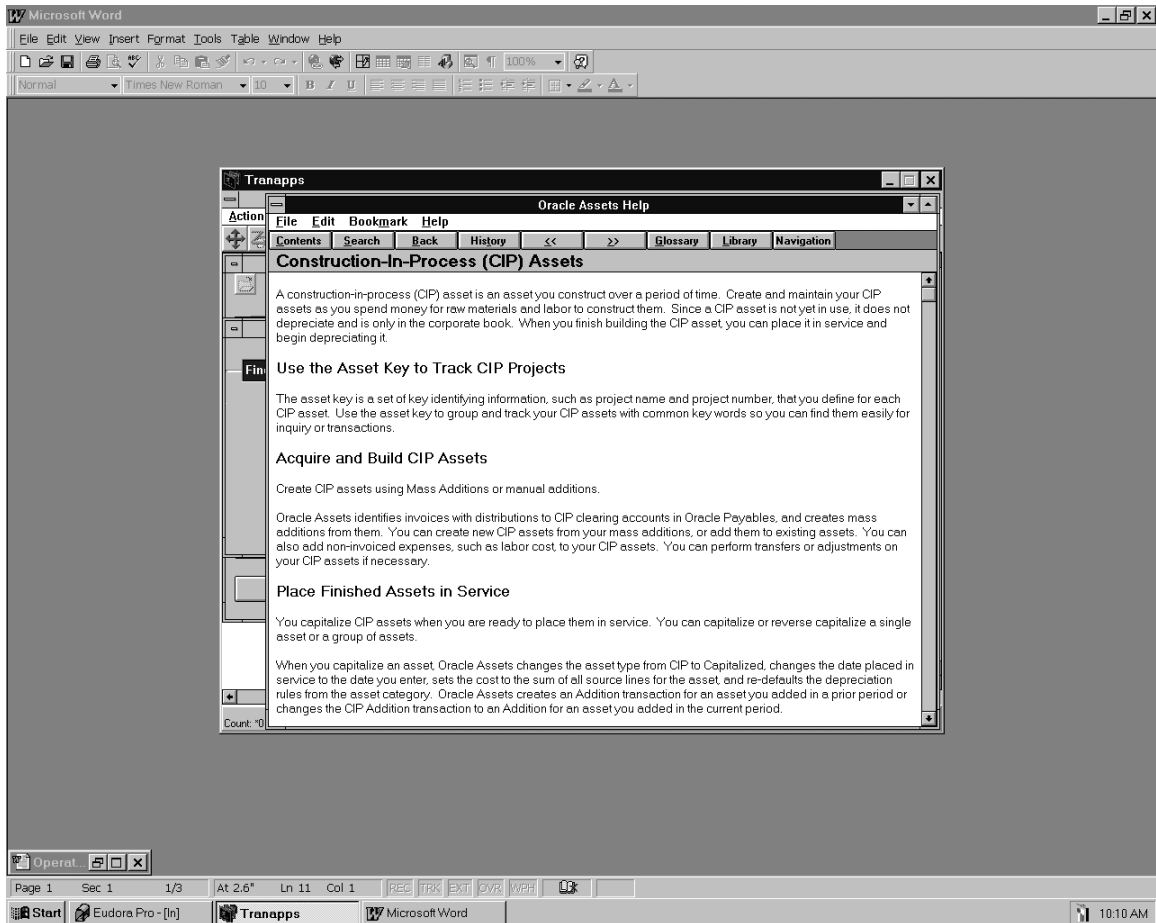 Microsoft Word
File Edit View Insert Format Tools Table Window Help
100%
Normal Times New Roman 10 B I U A
Tranapps
Oracle Assets Help
Action
File Edit Bookmark Help
Contents Search Back History << >> Glossary Library Navigation
Construction-In-Process (CIP) Assets
A construction-in-process (CIP) asset is an asset you construct over a period of time. Create and maintain your CIP
assets as you spend money for raw materials and labor to construct them. Since a CIP asset is not yet in use, it does not
depreciate and is only in the corporate book. When you finish building the CIP asset, you can place it in service and
begin depreciating it.
Fin
Use the Asset Key to Track CIP Projects
The asset key is a set of key identifying information, such as project name and project number, that you define for each
CIP asset. Use the asset key to group and track your CIP assets with common key words so you can find them easily for
inquiry or transactions.
Acquire and Build CIP Assets
Create CIP assets using Mass Additions or manual additions.
Oracle Assets identifies invoices with distributions to CIP clearing accounts in Oracle Payables, and creates mass
additions from them. You can create new CIP assets from your mass additions, or add them to existing assets. You can
also add non-invoiced expenses, such as labor cost, to your CIP assets. You can perform transfers or adjustments on
your CIP assets if necessary.
Place Finished Assets in Service
You capitalize CIP assets when you are ready to place them in service. You can capitalize or reverse capitalize a single
asset or a group of assets.
When you capitalize an asset, Oracle Assets changes the asset type from CIP to Capitalized, changes the date placed in
service to the date you enter, sets the cost to the sum of all source lines for the asset, and re-defaults the depreciation
rules from the asset category. Oracle Assets creates an Addition transaction for an asset you added in a prior period or
changes the CIP Addition transaction to an Addition for an asset you added in the current period.
Count: *0
Operat...
Page 1 Sec 1 1/3 At 2.6" Ln 11 Col 1 REC TRK EXT OVR WPH
Start Eudora Pro - [In] Tranapps Microsoft Word 10:10 AM